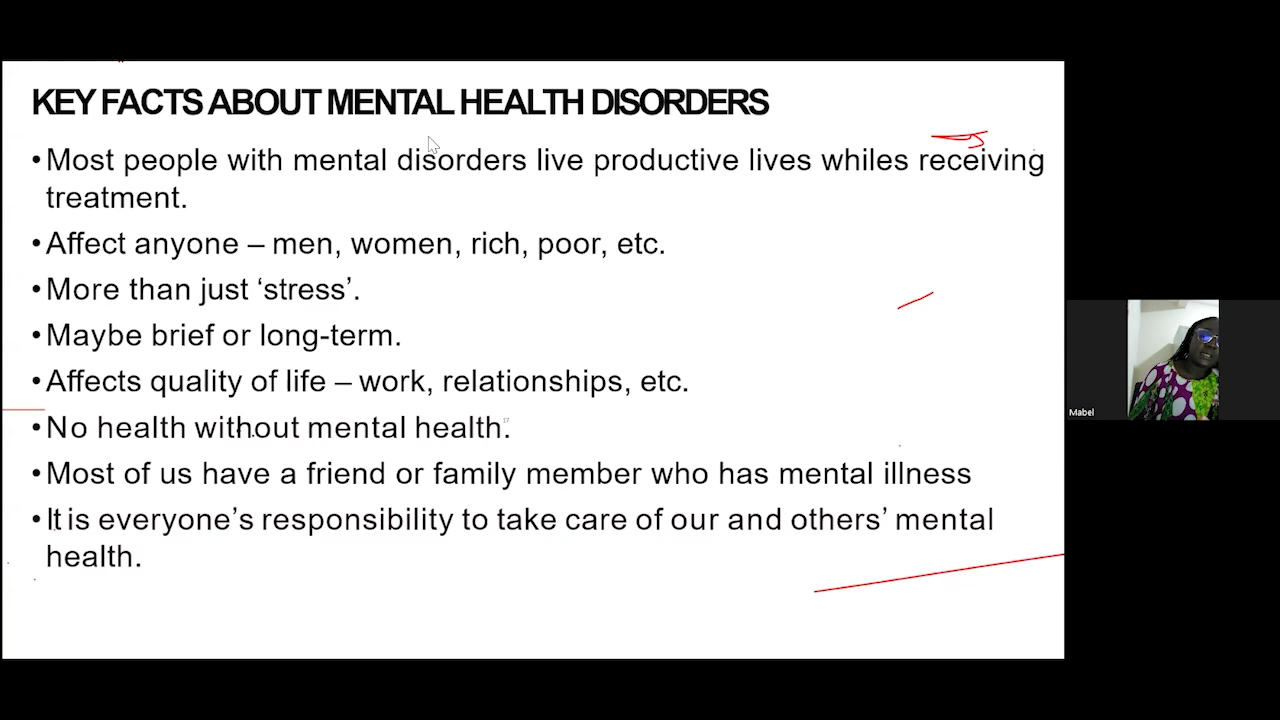 KEY FACTS ABOUT MENTAL HEALTH DISORDERS
•Most people with mental disorders live productive lives whiles receiving
treatment.
•Affect anyone – men, women, rich, poor, etc.
•More than just ‘stress’.
•Maybe brief or long-term.
•Affects quality of life – work, relationships, etc.
•No health without mental health.
17
•Most of us have a friend or family member who has mental illness
•It is everyone’s responsibility to take care of our and others’ mental
health.
Mabel